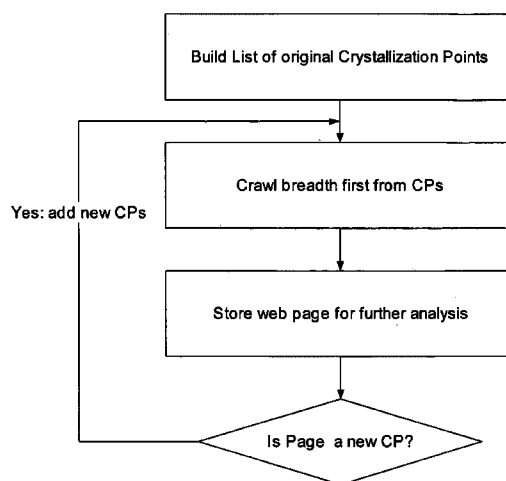 Build List of original Crystallization Points
Crawl breadth first from CPs
Yes: add new CPs
Store web page for further analysis
Is Page a new CP?